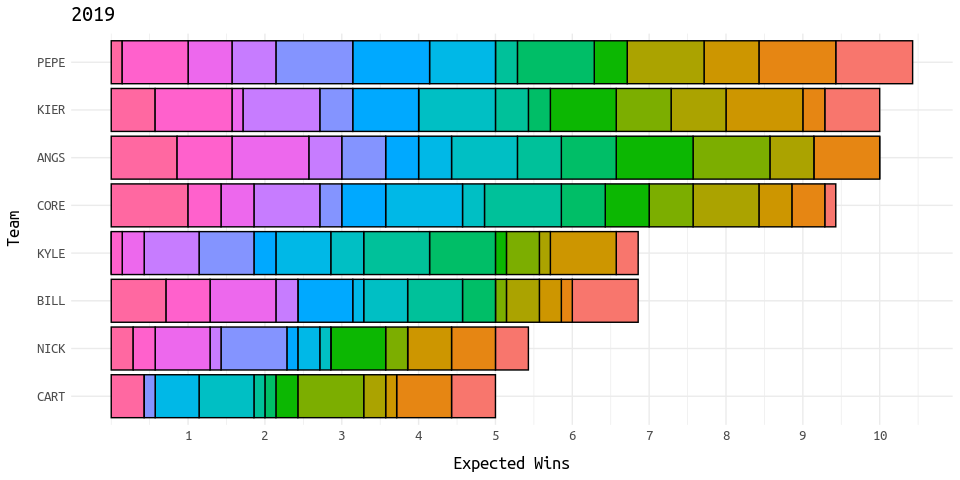 2019
Team
PEPE
KIER
ANGS
CORE
KYLE
BILL
NICK
CART
1 2 3 4 5 6 7 8 9 10
Expected Wins